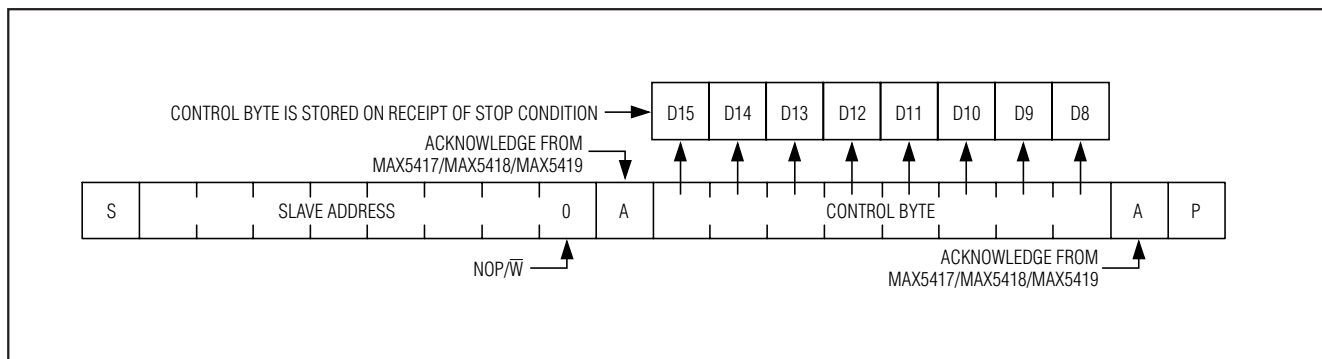 CONTROL BYTE IS STORED ON RECEIPT OF STOP CONDITION D15 D14 D13 D12 D11 D10 D9 D8
ACKNOWLEDGE FROM
MAX5417/MAX5418/MAX5419
S SLAVE ADDRESS 0 A CONTROL BYTE A P
NOP/W̅
ACKNOWLEDGE FROM
MAX5417/MAX5418/MAX5419